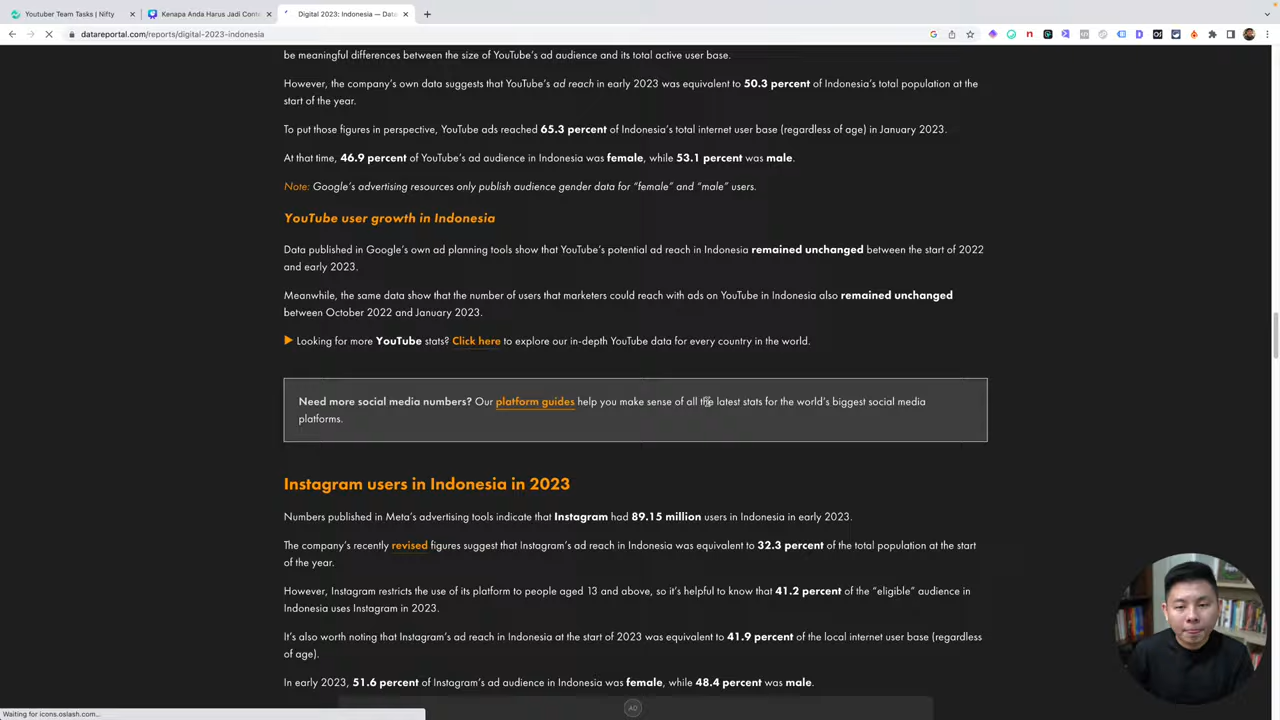 Youtuber Team Tasks | Nifty
Kenapa Anda Harus Jadi Cont
Digital 2023: Indonesia — Data
datareportal.com/reports/digital-2023-indonesia
be meaningful differences between the size of YouTube's ad audience and its total active user base.
However, the company's own data suggests that YouTube's ad reach in early 2023 was equivalent to 50.3 percent of Indonesia's total population at the
start of the year.
To put those figures in perspective, YouTube ads reached 65.3 percent of Indonesia's total internet user base (regardless of age) in January 2023.
At that time, 46.9 percent of YouTube's ad audience in Indonesia was female, while 53.1 percent was male.
Note: Google's advertising resources only publish audience gender data for "female" and "male" users.
YouTube user growth in Indonesia
Data published in Google's own ad planning tools show that YouTube's potential ad reach in Indonesia remained unchanged between the start of 2022
and early 2023.
Meanwhile, the same data show that the number of users that marketers could reach with ads on YouTube in Indonesia also remained unchanged
between October 2022 and January 2023.
Looking for more YouTube stats? Click here to explore our in-depth YouTube data for every country in the world.
Need more social media numbers? Our platform guides help you make sense of all the latest stats for the world's biggest social media
platforms.
Instagram users in Indonesia in 2023
Numbers published in Meta's advertising tools indicate that Instagram had 89.15 million users in Indonesia in early 2023.
The company's recently revised figures suggest that Instagram's ad reach in Indonesia was equivalent to 32.3 percent of the total population at the start
of the year.
However, Instagram restricts the use of its platform to people aged 13 and above, so it's helpful to know that 41.2 percent of the "eligible" audience in
Indonesia uses Instagram in 2023.
It's also worth noting that Instagram's ad reach in Indonesia at the start of 2023 was equivalent to 41.9 percent of the local internet user base (regardless
of age).
In early 2023, 51.6 percent of Instagram's ad audience in Indonesia was female, while 48.4 percent was male.
AD
Waiting for icons.oslash.com...